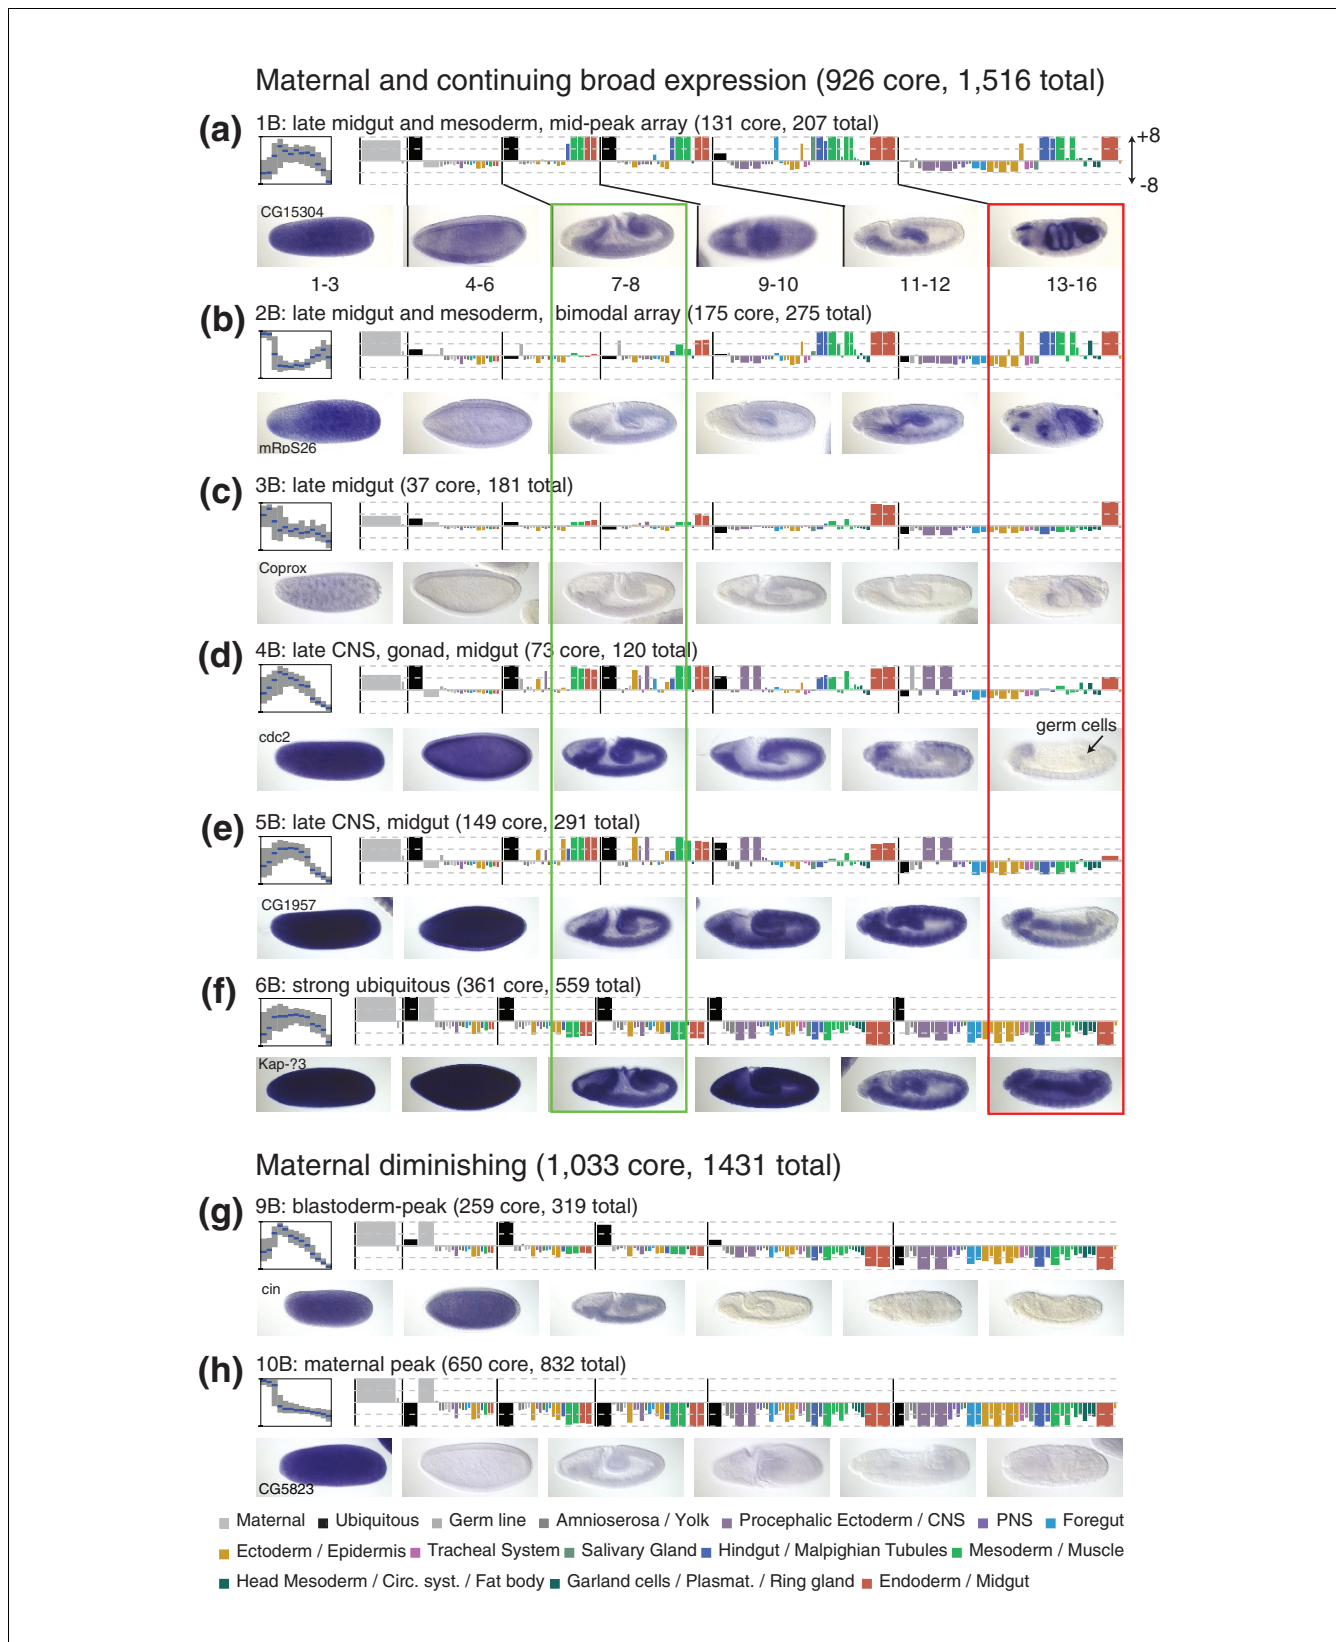 Maternal and continuing broad expression (926 core, 1,516 total)
(a) 1B: late midgut and mesoderm, mid-peak array (131 core, 207 total)
+8
-8
CG15304
1-3 4-6 7-8 9-10 11-12 13-16
(b) 2B: late midgut and mesoderm, bimodal array (175 core, 275 total)
mRpS26
(c) 3B: late midgut (37 core, 181 total)
Coprox
(d) 4B: late CNS, gonad, midgut (73 core, 120 total)
cdc2
germ cells
(e) 5B: late CNS, midgut (149 core, 291 total)
CG1957
(f) 6B: strong ubiquitous (361 core, 559 total)
Kap-?3
Maternal diminishing (1,033 core, 1431 total)
(g) 9B: blastoderm-peak (259 core, 319 total)
cin
(h) 10B: maternal peak (650 core, 832 total)
CG5823
Maternal Ubiquitous Germ line Amnioserosa / Yolk Procephalic Ectoderm / CNS PNS Foregut
Ectoderm / Epidermis Tracheal System Salivary Gland Hindgut / Malpighian Tubules Mesoderm / Muscle
Head Mesoderm / Circ. syst. / Fat body Garland cells / Plasmat. / Ring gland Endoderm / Midgut